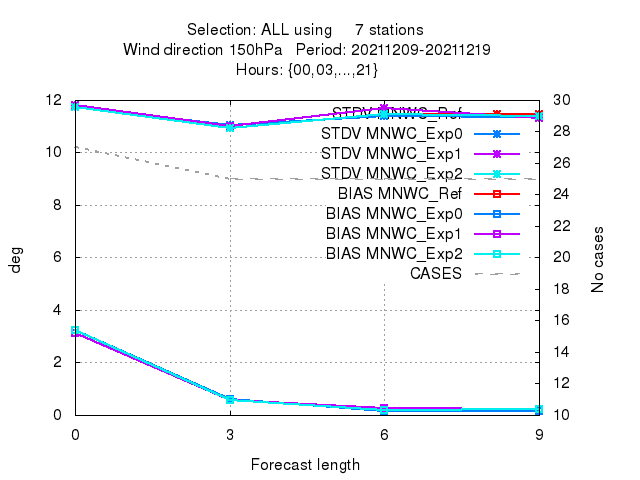 Selection: ALL using 7 stations
Wind direction 150hPa Period: 20211209-20211219
Hours: {00,03,...,21}
12
10
8
6
4
2
0
deg
30
28
26
24
22
20
18
16
14
12
10
No cases
STDV MNWC_Ref
STDV MNWC_Exp0
STDV MNWC_Exp1
STDV MNWC_Exp2
BIAS MNWC_Ref
BIAS MNWC_Exp0
BIAS MNWC_Exp1
BIAS MNWC_Exp2
CASES
0 3 6 9
Forecast length